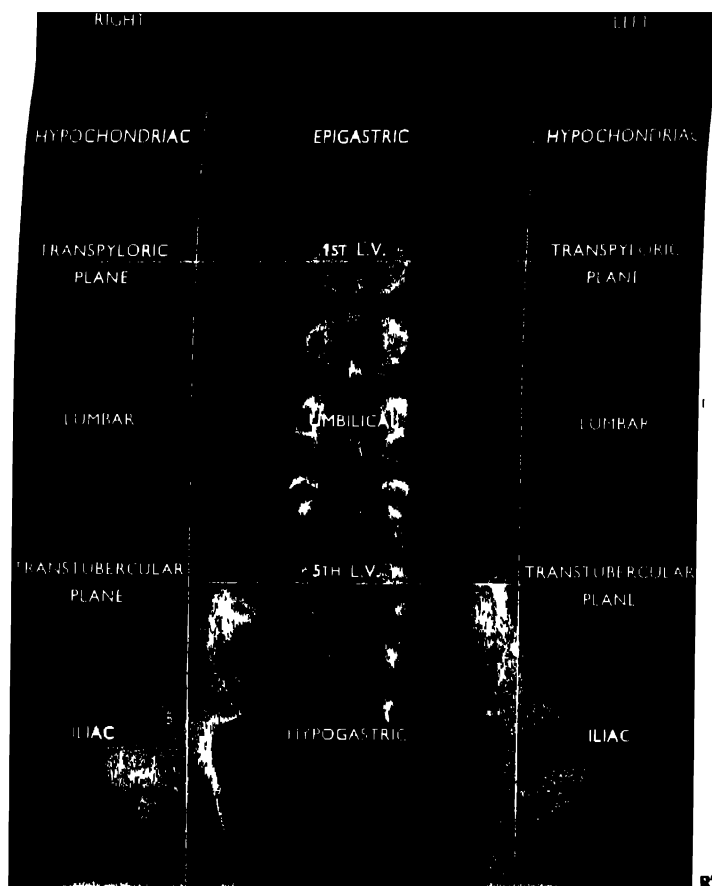 RIGHT LEFT
HYPOCHONDRIAC EPIGASTRIC HYPOCHONDRIAC
TRANSPYLORIC 1ST L.V. TRANSPYLORIC
PLANE PLANE
LUMBAR UMBILICAL LUMBAR
TRANSTUBERCULAR 5TH L.V. TRANSTUBERCULAR
PLANE PLANE
ILIAC HYPOGASTRIC ILIAC